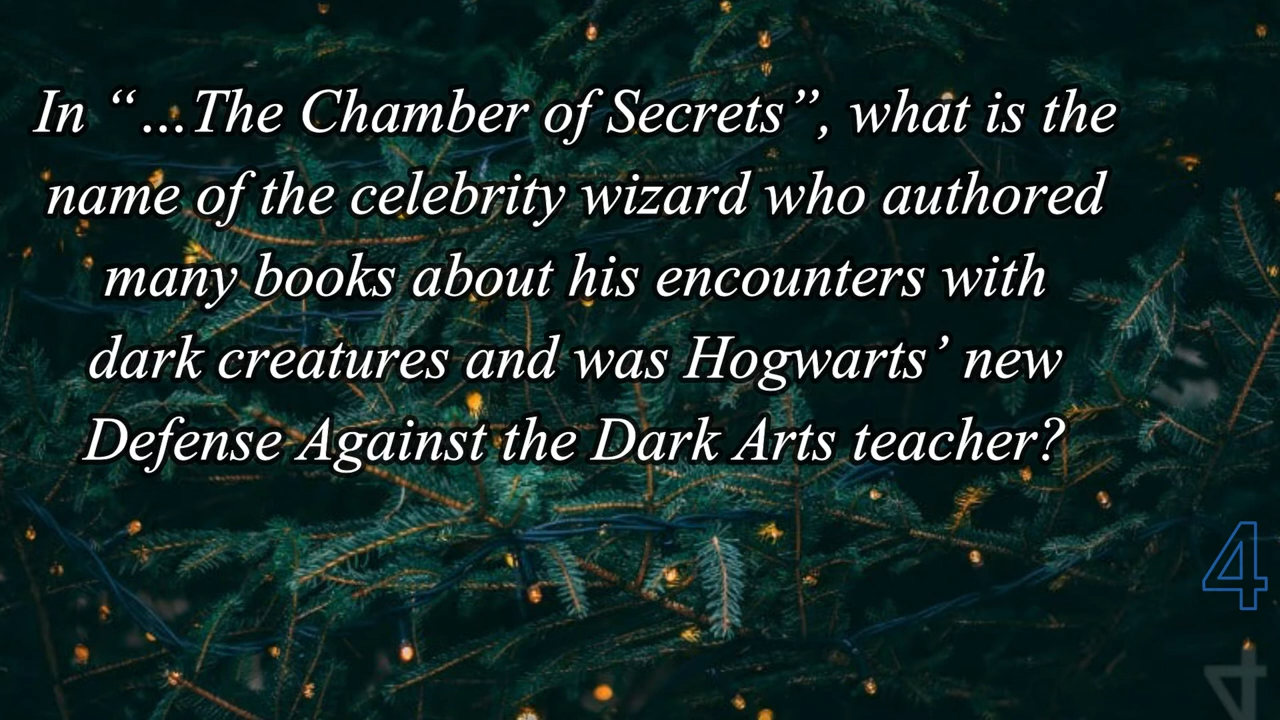 In “...The Chamber of Secrets”, what is the
name of the celebrity wizard who authored
many books about his encounters with
dark creatures and was Hogwarts’ new
Defense Against the Dark Arts teacher?
4